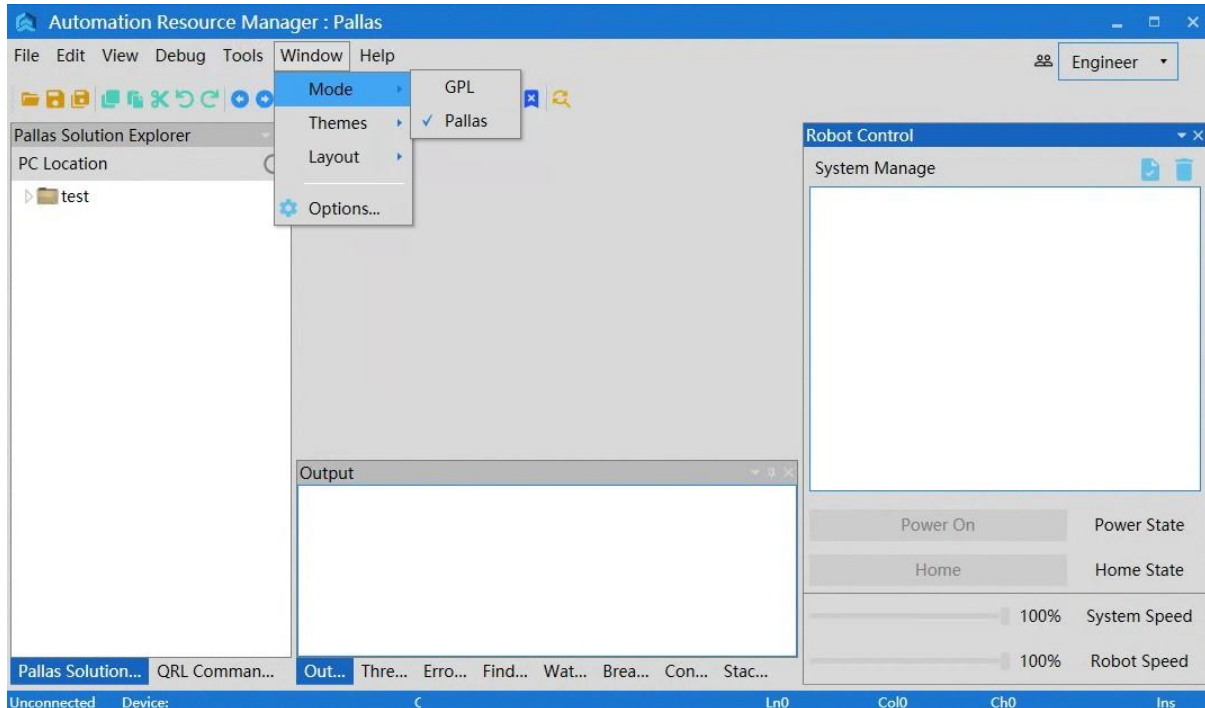 Automation Resource Manager : Pallas
File Edit View Debug Tools Window Help
Engineer
Mode
GPL
Themes
Pallas
Layout
Options...
Pallas Solution Explorer
PC Location
test
Robot Control
System Manage
Output
Power On Power State
Home Home State
100% System Speed
100% Robot Speed
Pallas Solution... QRL Comman...
Out... Thre... Erro... Find... Wat... Brea... Con... Stac...
Unconnected Device: C Ln0 Col0 Ch0 Ins